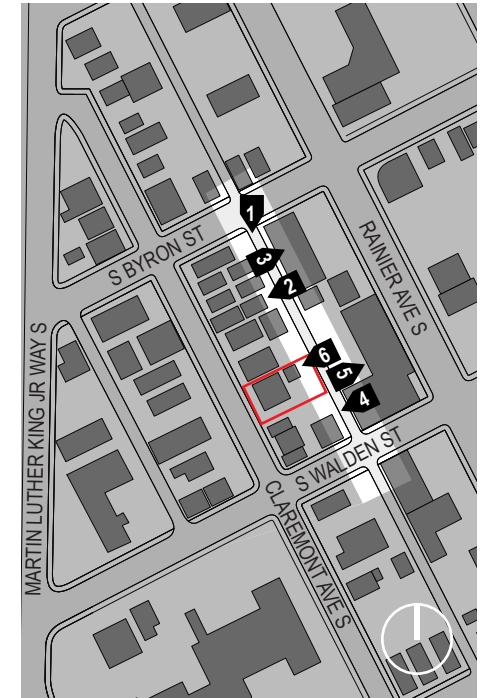 1
S BYRON ST
3
2
RAINIER AVE S
6
5
4
MARTIN LUTHER KING JR WAY S
S WALDEN ST
CLAREMONT AVE S